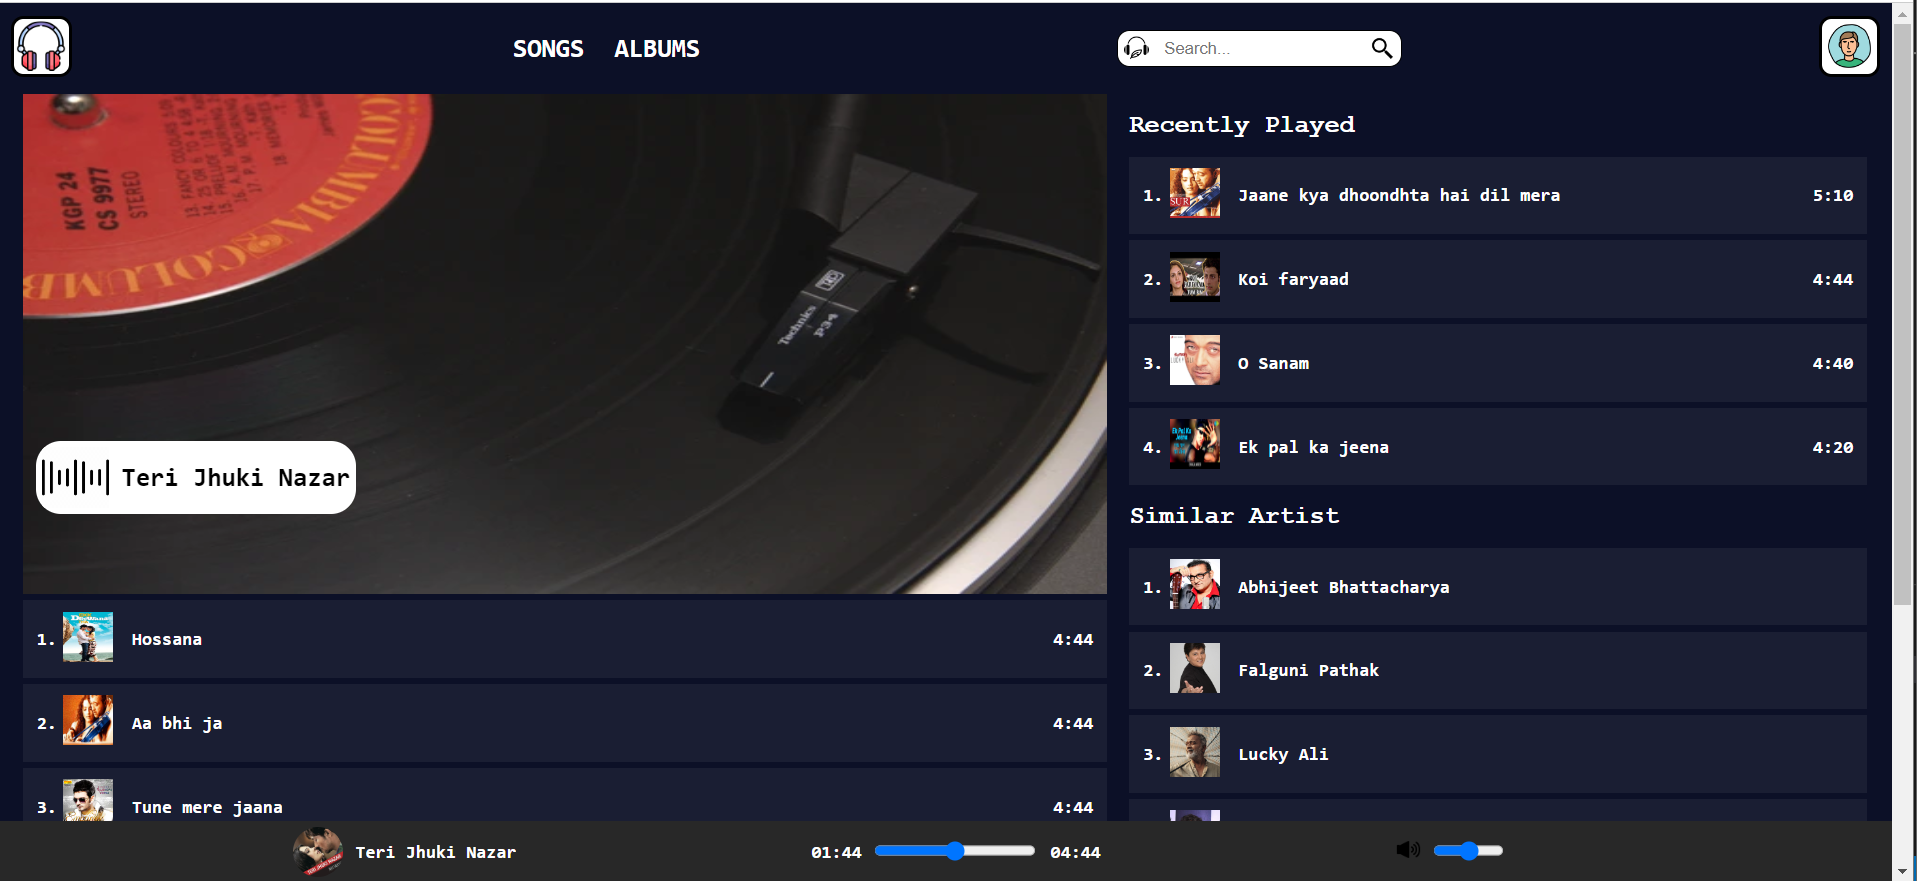 SONGS ALBUMS
Search...
COLUMBIA
COLUMB
KGP 24
CS 9977
STEREO
Technics
P34
Teri Jhuki Nazar
1. Hossana 4:44
2. Aa bhi ja 4:44
3. Tune mere jaana 4:44
Recently Played
1. Jaane kya dhoondhta hai dil mera 5:10
SUR
2. Koi faryaad 4:44
3. O Sanam 4:40
4. Ek pal ka jeena 4:20
Similar Artist
1. Abhijeet Bhattacharya
2. Falguni Pathak
3. Lucky Ali
Teri Jhuki Nazar 01:44 04:44